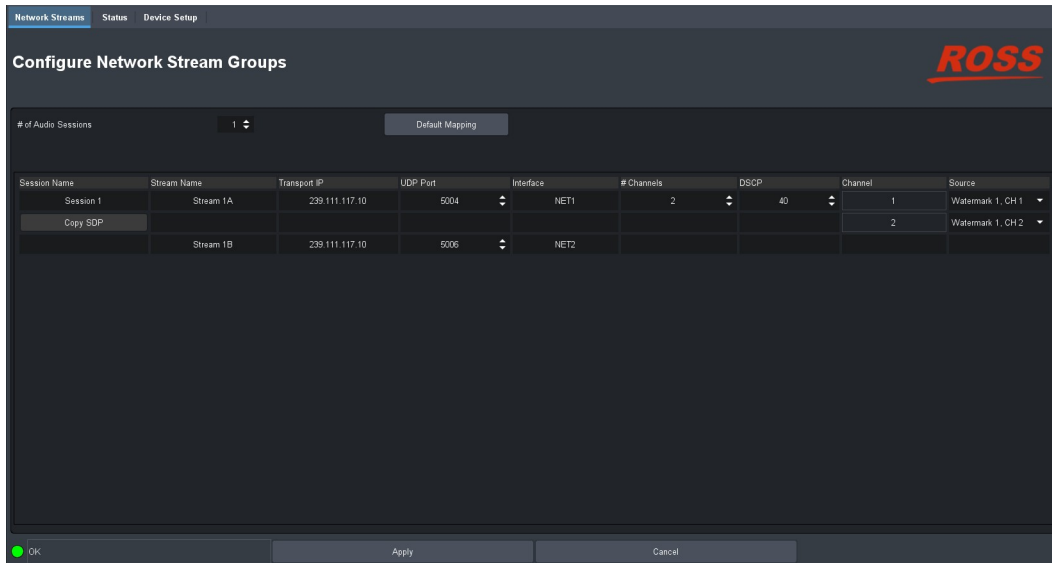 Network Streams Status Device Setup
Configure Network Stream Groups
ROSS
# of Audio Sessions 1 Default Mapping
Session Name Stream Name Transport IP UDP Port Interface # Channels DSCP Channel Source
Session 1 Stream 1A 239.111.117.10 5004 NET1 2 40 1 Watermark 1, CH 1
Copy SDP 2 Watermark 1, CH 2
Stream 1B 239.111.117.10 5006 NET2
OK Apply Cancel